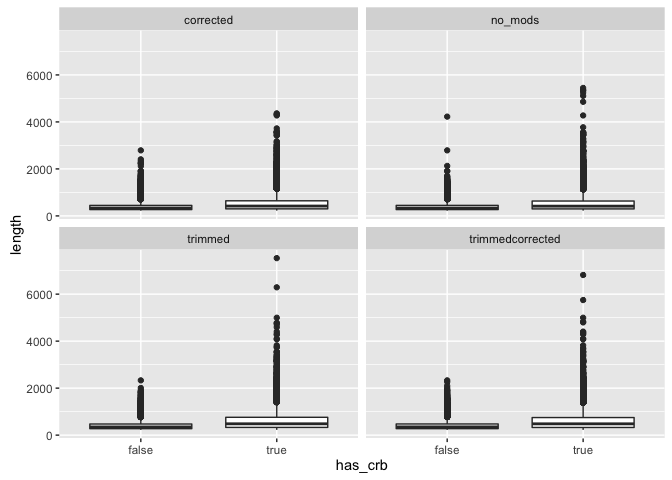 corrected
no_mods
6000
4000
2000
0
length
trimmed
trimmedcorrected
6000
4000
2000
0
false
true
false
true
has_crb